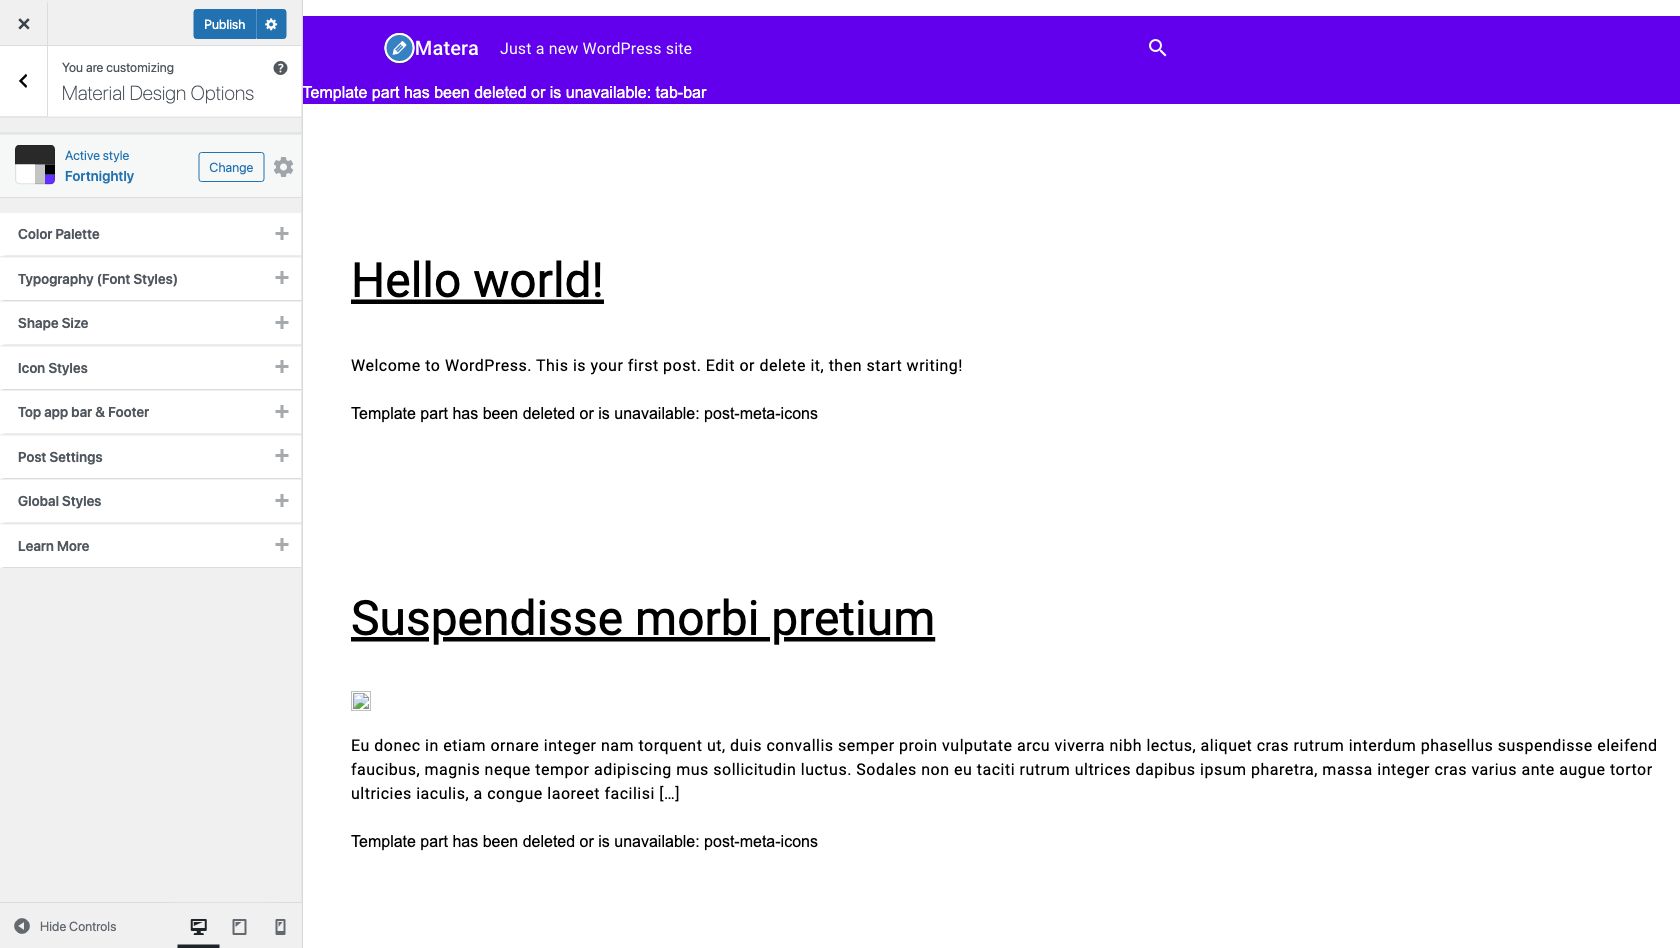 Publish
You are customizing
Material Design Options
Active style
Fortnightly
Change
Color Palette
Typography (Font Styles)
Shape Size
Icon Styles
Top app bar & Footer
Post Settings
Global Styles
Learn More
Hide Controls
Matera Just a new WordPress site
Template part has been deleted or is unavailable: tab-bar
Hello world!
Welcome to WordPress. This is your first post. Edit or delete it, then start writing!
Template part has been deleted or is unavailable: post-meta-icons
Suspendisse morbi pretium
Eu donec in etiam ornare integer nam torquent ut, duis convallis semper proin vulputate arcu viverra nibh lectus, aliquet cras rutrum interdum phasellus suspendisse eleifend
faucibus, magnis neque tempor adipiscing mus sollicitudin luctus. Sodales non eu taciti rutrum ultrices dapibus ipsum pharetra, massa integer cras varius ante augue tortor
ultricies iaculis, a congue laoreet facilisi […]
Template part has been deleted or is unavailable: post-meta-icons